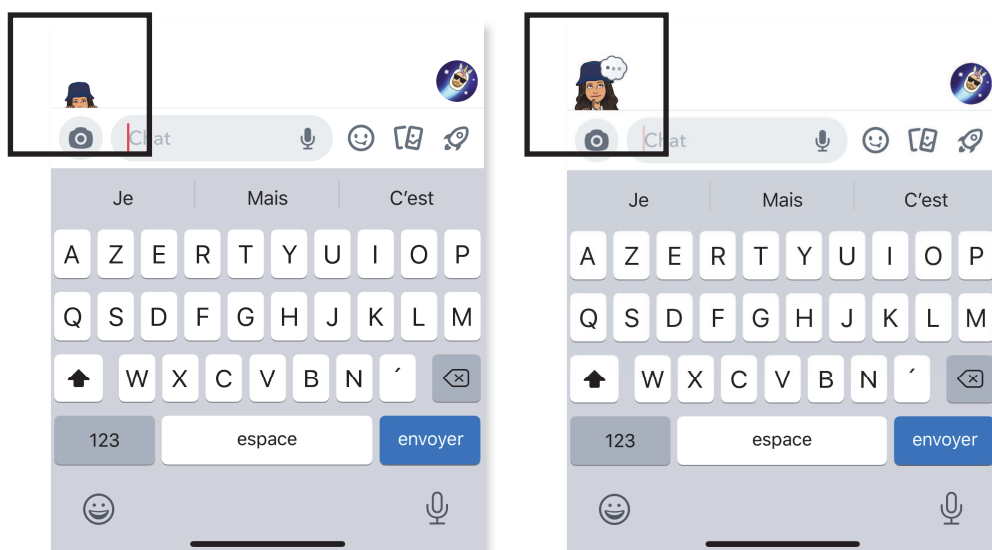 Chat
Je Mais C'est
A Z E R T Y U I O P
Q S D F G H J K L M
W X C V B N ´
123 espace envoyer
Chat
Je Mais C'est
A Z E R T Y U I O P
Q S D F G H J K L M
W X C V B N ´
123 espace envoyer